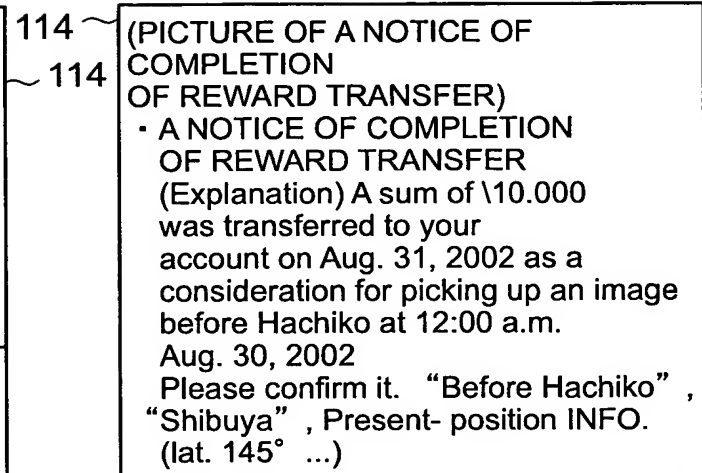 114
114
(PICTURE OF A NOTICE OF
COMPLETION
OF REWARD TRANSFER)
· A NOTICE OF COMPLETION
OF REWARD TRANSFER
(Explanation) A sum of \10.000
was transferred to your
account on Aug. 31, 2002 as a
consideration for picking up an image
before Hachiko at 12:00 a.m.
Aug. 30, 2002
Please confirm it. “Before Hachiko” ,
“Shibuya” , Present- position INFO.
(lat. 145° ...)